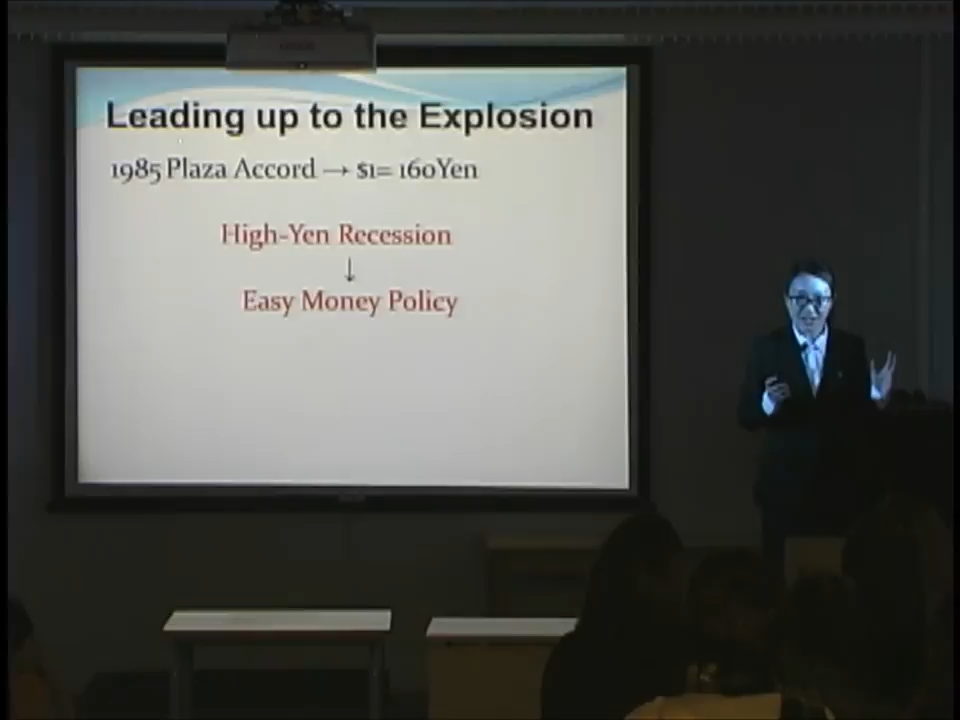 Leading up to the Explosion
1985 Plaza Accord → $1= 160Yen
High-Yen Recession
↓
Easy Money Policy